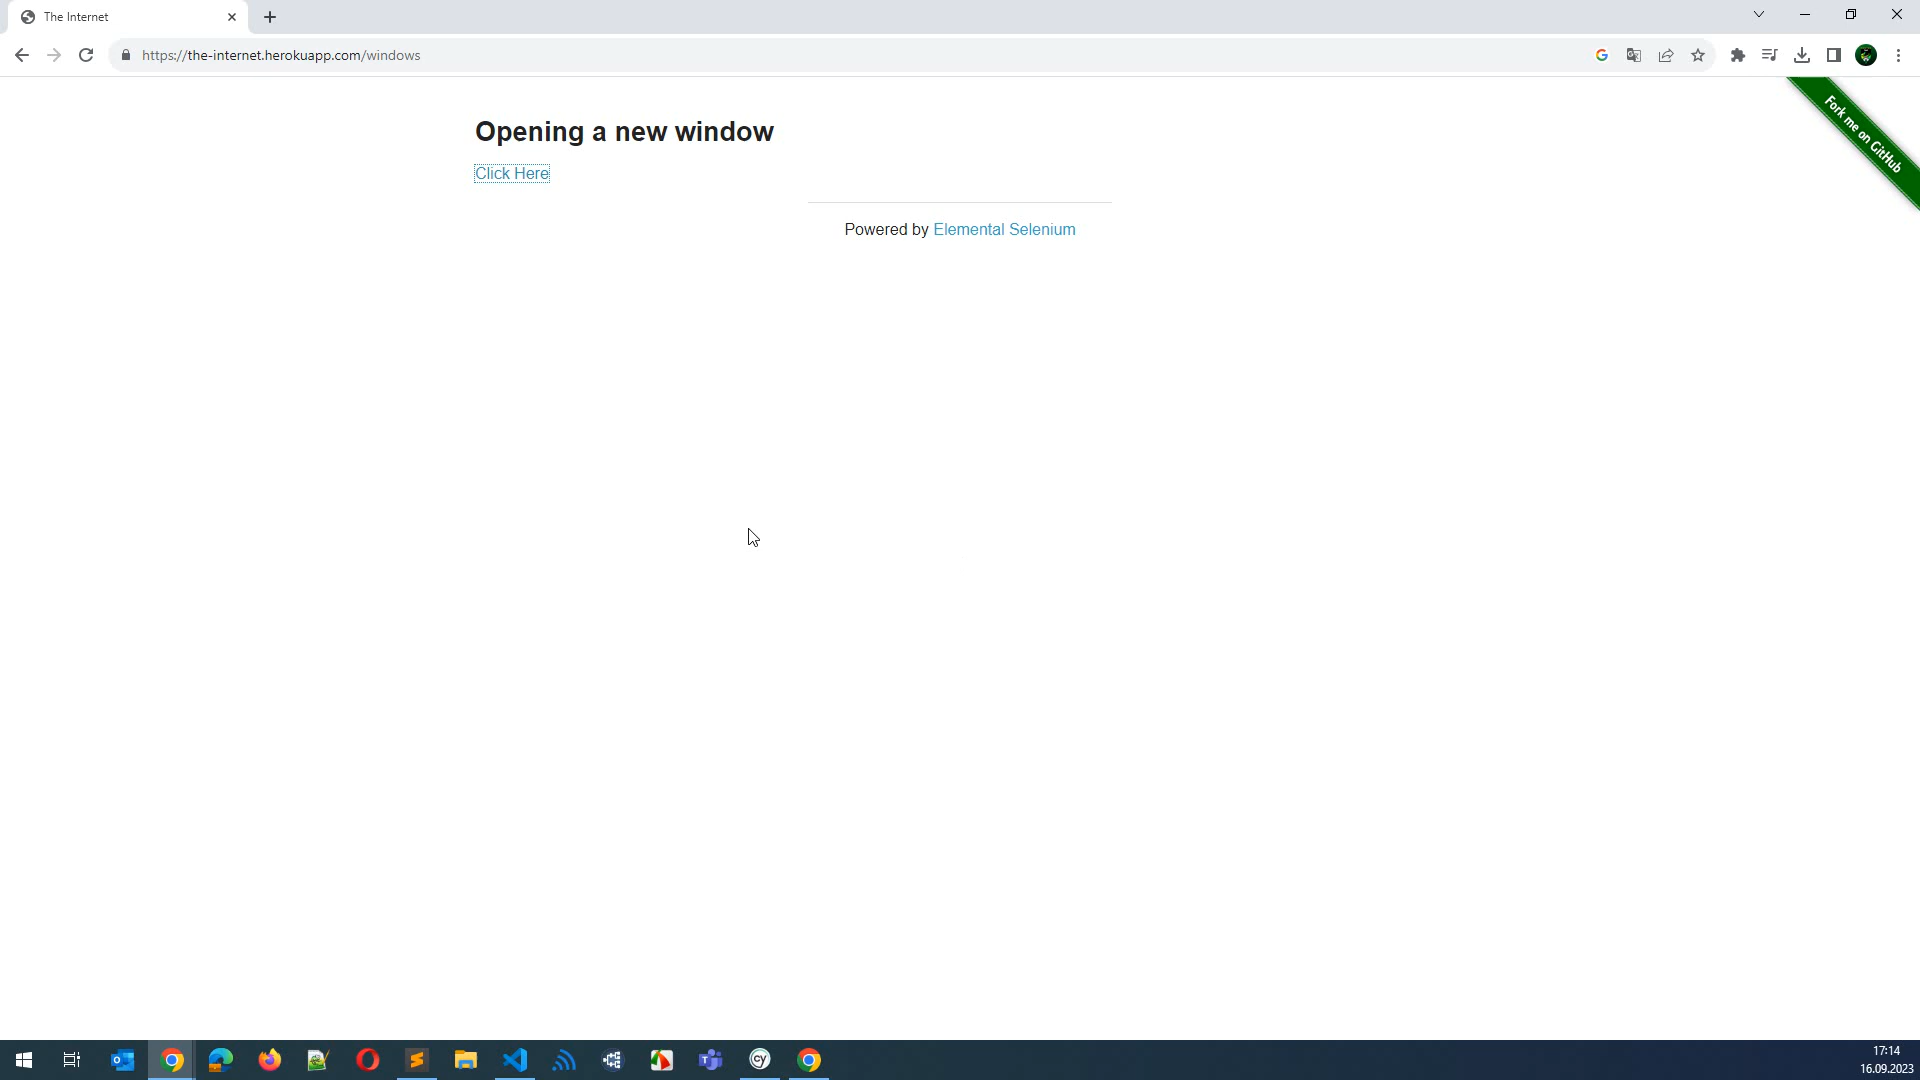 The Internet
https://the-internet.herokuapp.com/windows
Fork me on GitHub
Opening a new window
Click Here
Powered by Elemental Selenium
17:14
16.09.2023